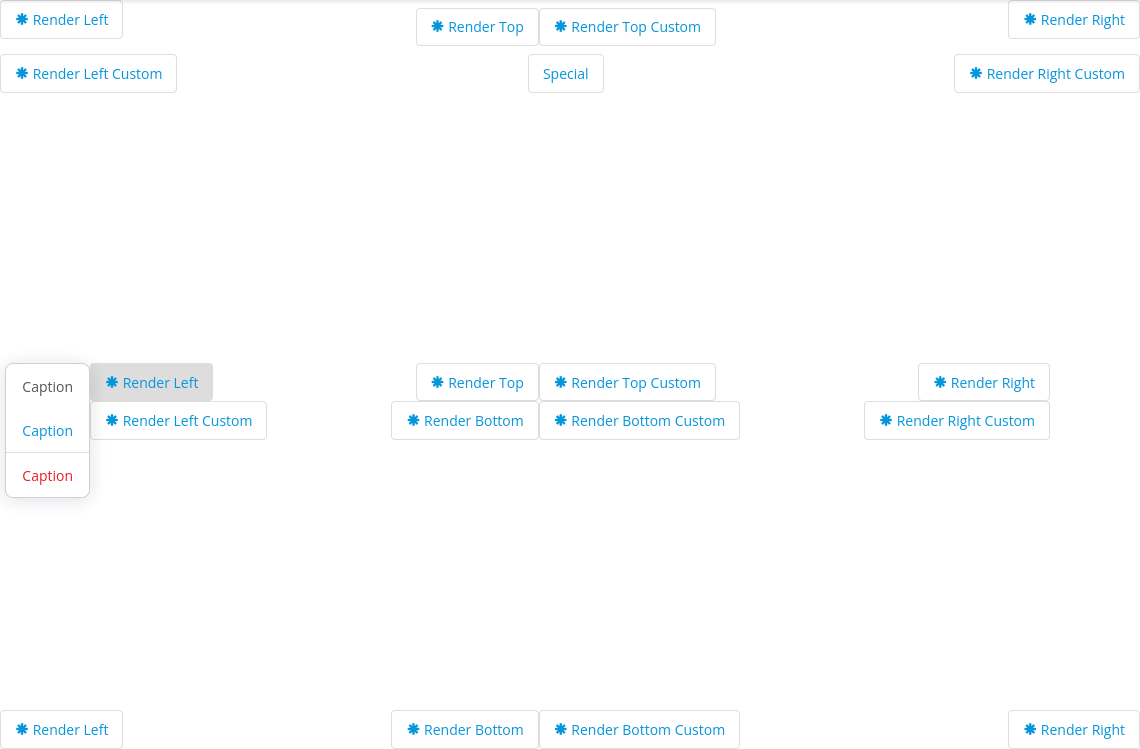 Render Left
Render Top
Render Top Custom
Render Right
Render Left Custom
Special
Render Right Custom
Caption
Caption
Caption
Render Left
Render Top
Render Top Custom
Render Right
Render Left Custom
Render Bottom
Render Bottom Custom
Render Right Custom
Render Left
Render Bottom
Render Bottom Custom
Render Right